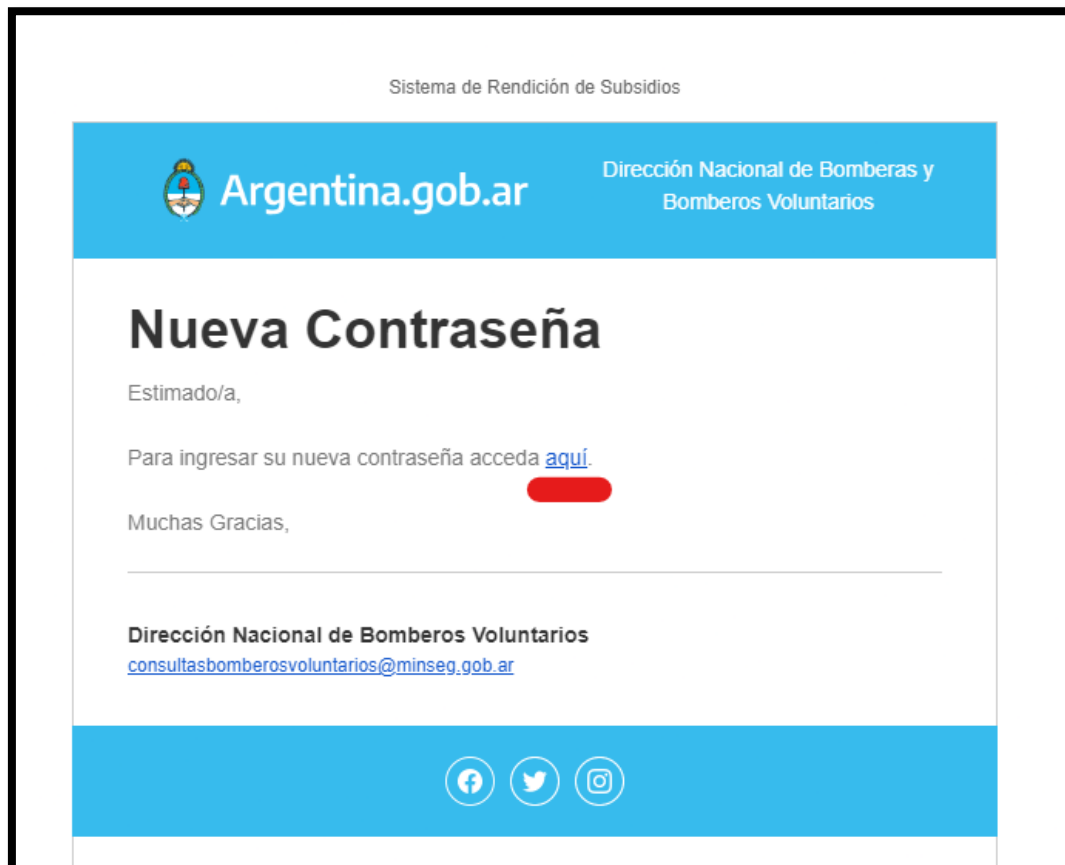 Sistema de Rendición de Subsidios
Argentina.gob.ar
Dirección Nacional de Bomberas y
Bomberos Voluntarios
Nueva Contraseña
Estimado/a,
Para ingresar su nueva contraseña acceda aquí.
Muchas Gracias,
Dirección Nacional de Bomberos Voluntarios
consultasbomberosvoluntarios@minseg.gob.ar